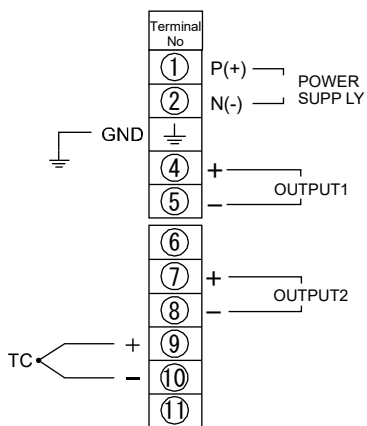 Terminal
No
① P(+)
POWER
SUPP LY
② N(-)
GND
④ +
OUTPUT1
⑤ −
⑥
⑦ +
OUTPUT2
⑧ −
+ ⑨
TC
− ⑩
⑪